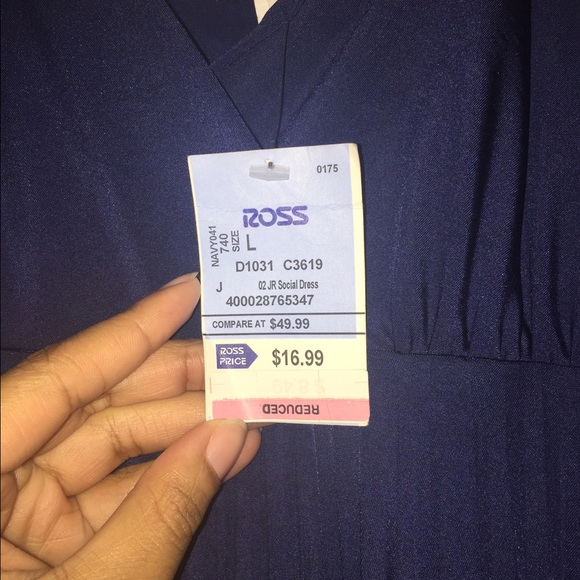 0175
ROSS
NAVY041
740
SIZE
L
D1031 C3619
J 02 JR Social Dress
400028765347
COMPARE AT $49.99
ROSS PRICE $16.99
REDUCED